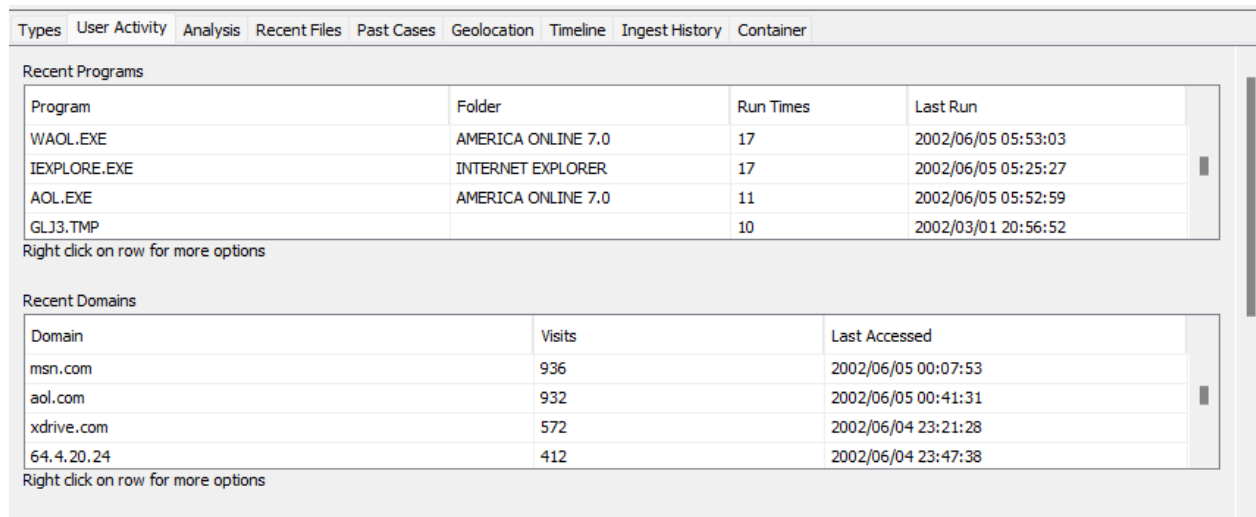 Types User Activity Analysis Recent Files Past Cases Geolocation Timeline Ingest History Container
Recent Programs
Program Folder Run Times Last Run
WAOL.EXE AMERICA ONLINE 7.0 17 2002/06/05 05:53:03
IEXPLORE.EXE INTERNET EXPLORER 17 2002/06/05 05:25:27
AOL.EXE AMERICA ONLINE 7.0 11 2002/06/05 05:52:59
GLJ3.TMP 10 2002/03/01 20:56:52
Right click on row for more options
Recent Domains
Domain Visits Last Accessed
msn.com 936 2002/06/05 00:07:53
aol.com 932 2002/06/05 00:41:31
xdrive.com 572 2002/06/04 23:21:28
64.4.20.24 412 2002/06/04 23:47:38
Right click on row for more options